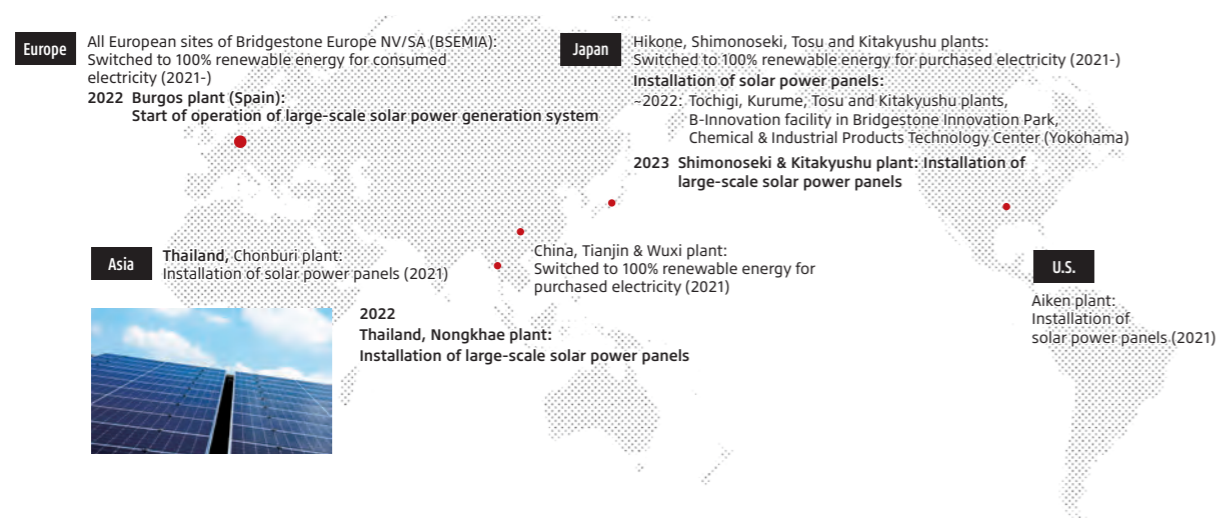 Europe
All European sites of Bridgestone Europe NV/SA (BSEMIA):
Switched to 100% renewable energy for consumed
electricity (2021-)
2022 Burgos plant (Spain):
Start of operation of large-scale solar power generation system
Japan
Hikone, Shimonoseki, Tosu and Kitakyushu plants:
Switched to 100% renewable energy for purchased electricity (2021-)
Installation of solar power panels:
~2022: Tochigi, Kurume, Tosu and Kitakyushu plants,
B-Innovation facility in Bridgestone Innovation Park,
Chemical & Industrial Products Technology Center (Yokohama)
2023 Shimonoseki & Kitakyushu plant: Installation of
large-scale solar power panels
Asia
Thailand, Chonburi plant:
Installation of solar power panels (2021)
China, Tianjin & Wuxi plant:
Switched to 100% renewable energy for
purchased electricity (2021)
2022
Thailand, Nongkhae plant:
Installation of large-scale solar power panels
U.S.
Aiken plant:
Installation of
solar power panels (2021)